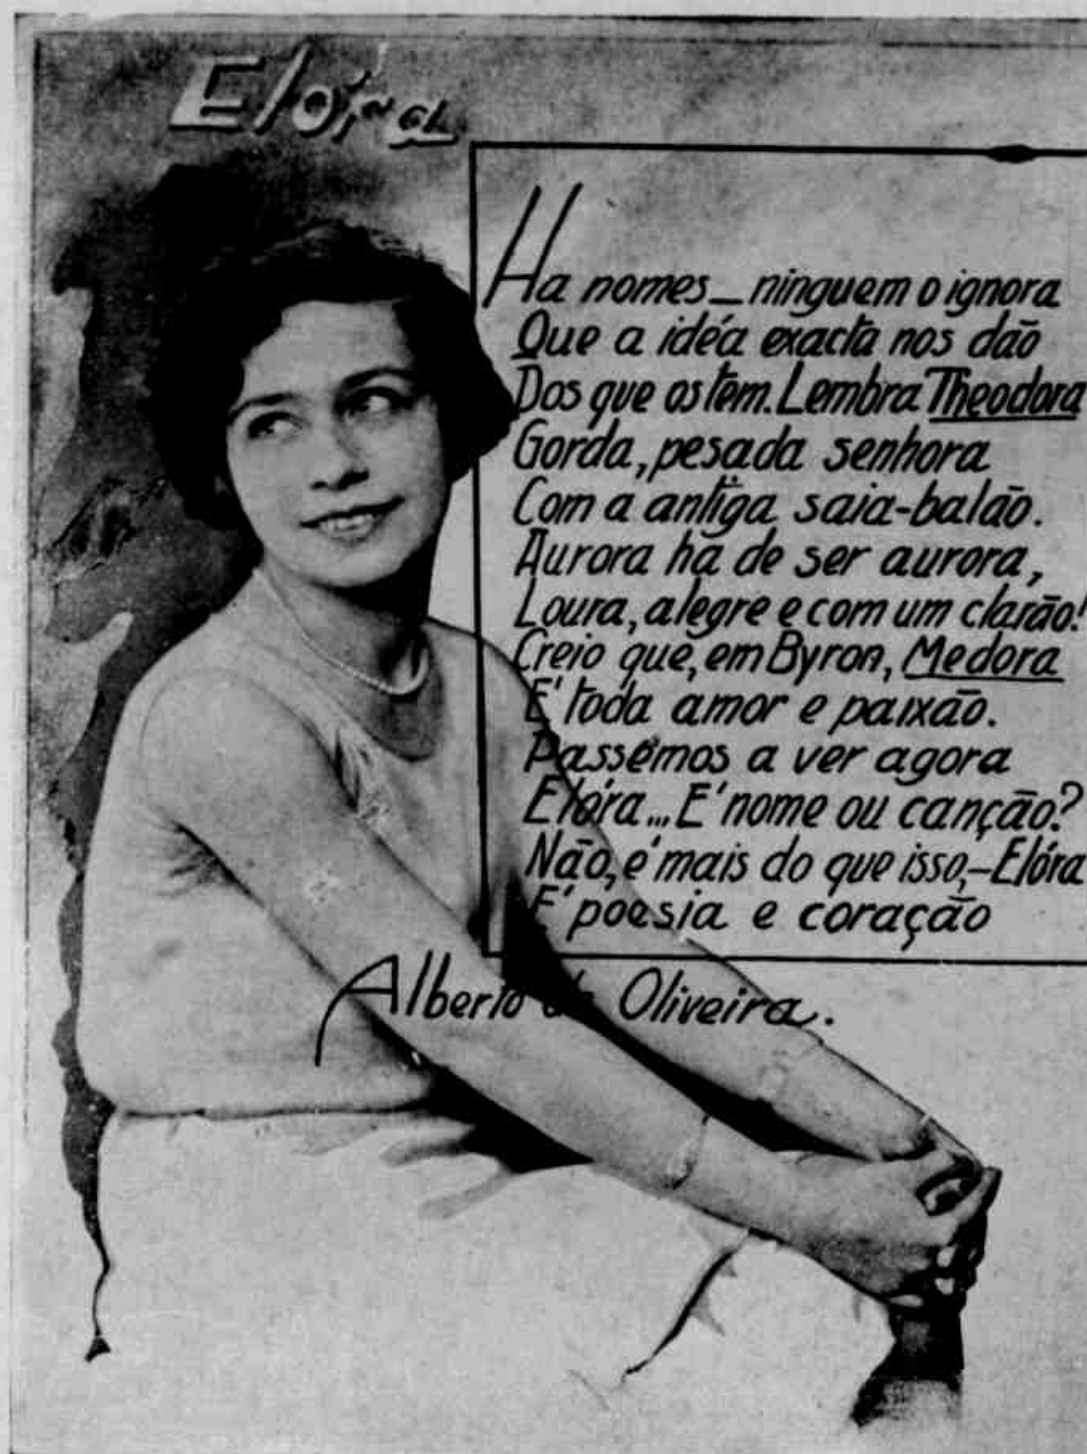 Elóra
Ha nomes — ninguem o ignora
Que a idéa exacta nos dão
Dos que os tem. Lembra Theodora
Gorda, pesada senhora
Com a antiga saia-balão.
Aurora ha de ser aurora,
Loura, alegre e com um clarão!
Creio que, em Byron, Medora
E' toda amor e paixão.
Passemos a ver agora
Elóra... E' nome ou canção?
Não, e' mais do que isso, — Elóra
E' poesia e coração
Alberto de Oliveira.